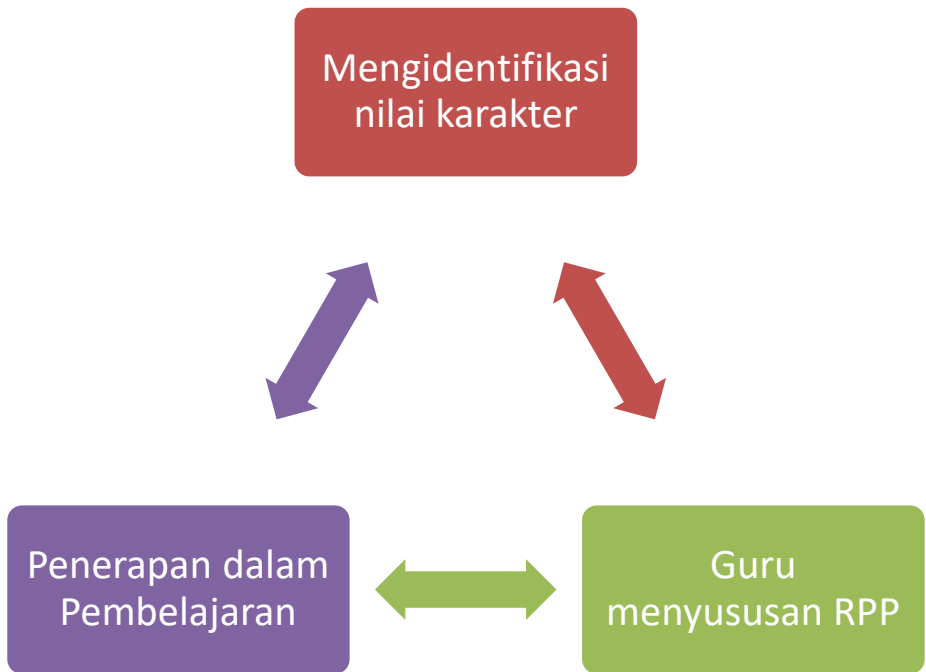 Mengidentifikasi
nilai karakter
Penerapan dalam
Pembelajaran
Guru
menyususan RPP